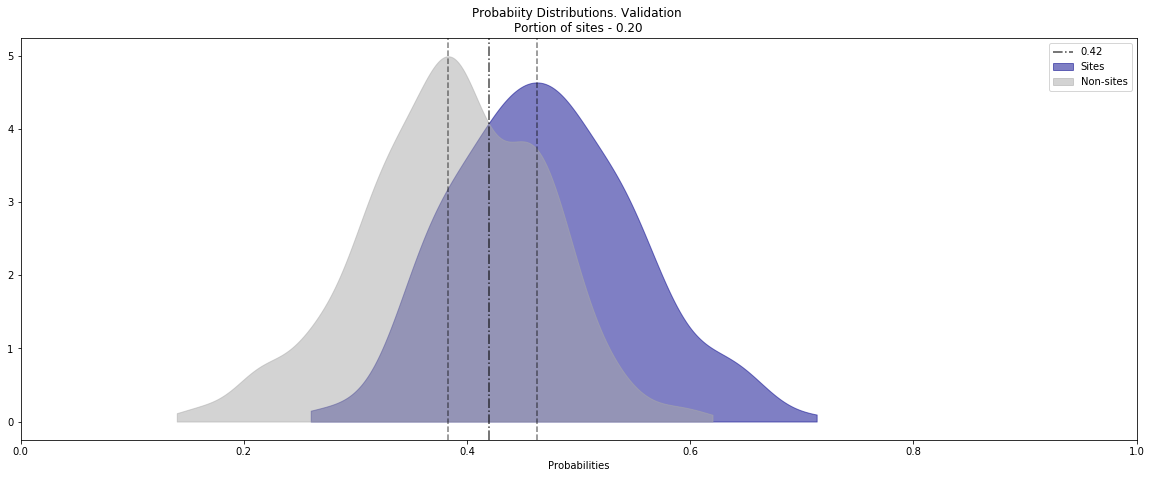 Probabiity Distributions. Validation
Portion of sites - 0.20
0.42
Sites
Non-sites
5
4
3
2
1
0
0.0 0.2 0.4 0.6 0.8 1.0
Probabilities